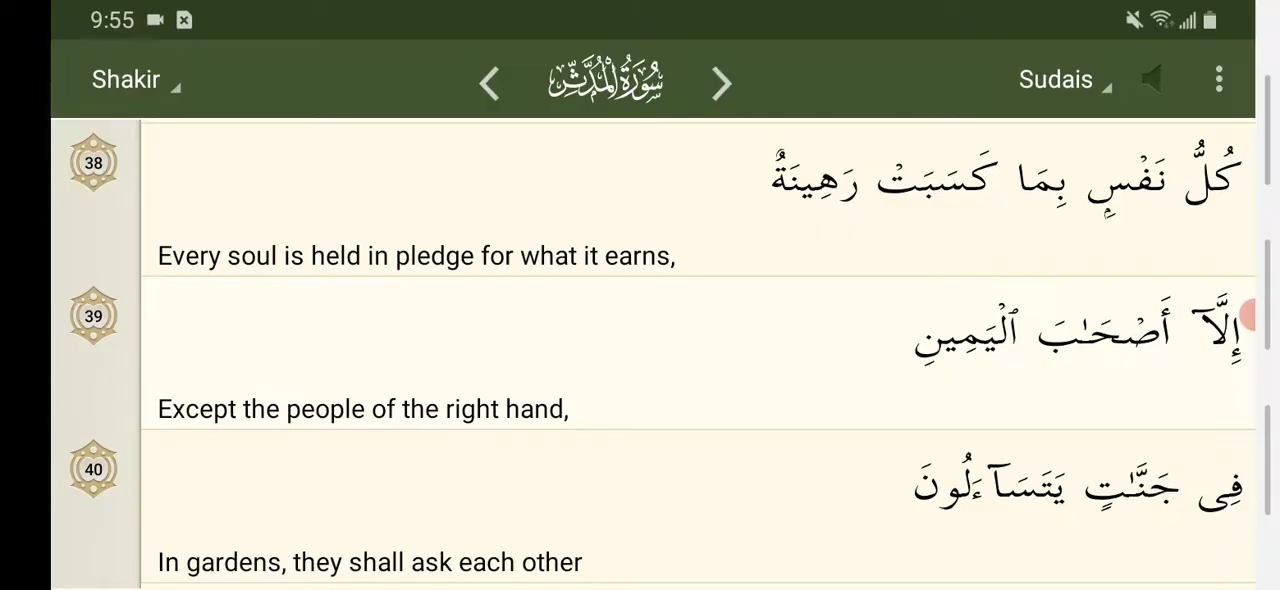 9:55
Shakir
سُورَةُ المُدَّثِّر
Sudais
38
كُلُّ نَفْسٍۭ بِمَا كَسَبَتْ رَهِينَةٌ
Every soul is held in pledge for what it earns,
39
إِلَّآ أَصْحَـٰبَ ٱلْيَمِينِ
Except the people of the right hand,
40
فِى جَنَّـٰتٍ يَتَسَآءَلُونَ
In gardens, they shall ask each other